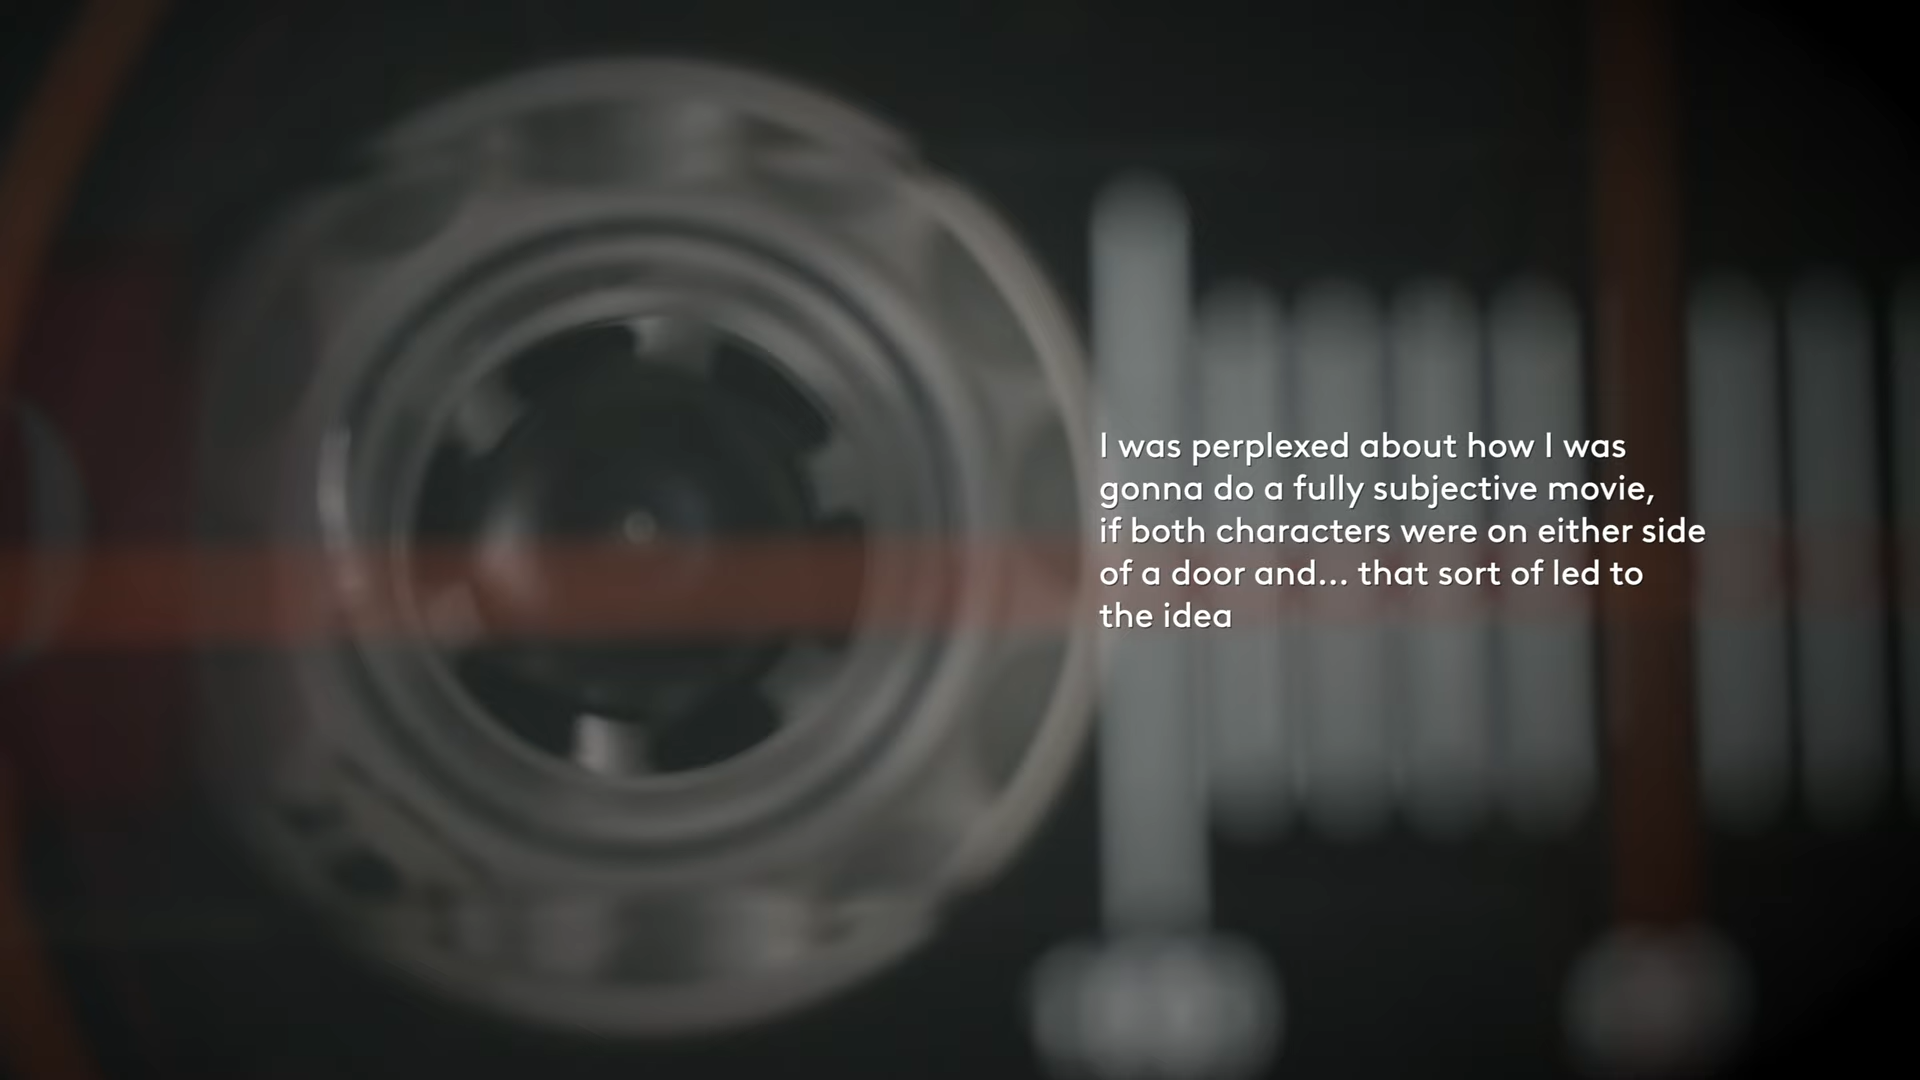 I was perplexed about how I was
gonna do a fully subjective movie,
if both characters were on either side
of a door and... that sort of led to
the idea